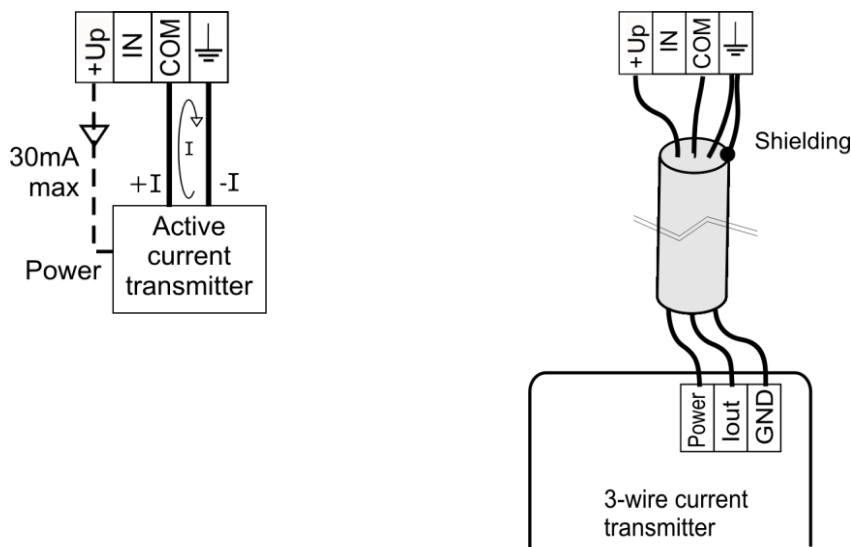 +Up
IN
COM
30mA
max
+I
I
-I
Power
Active
current
transmitter
+Up
IN
COM
Shielding
Power
Iout
GND
3-wire current
transmitter